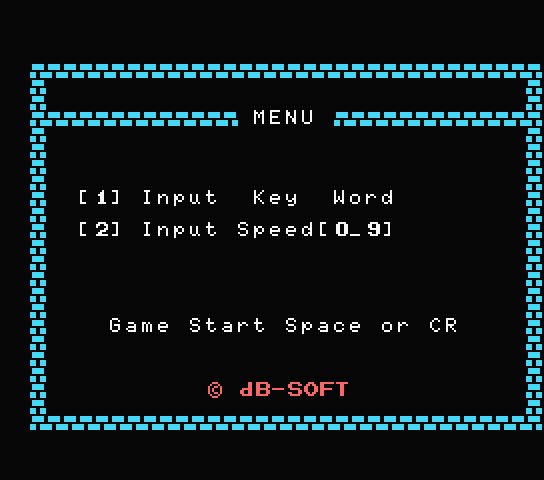 MENU
[1] Input Key Word
[2] Input Speed[0_9]
Game Start Space or CR
© dB-SOFT